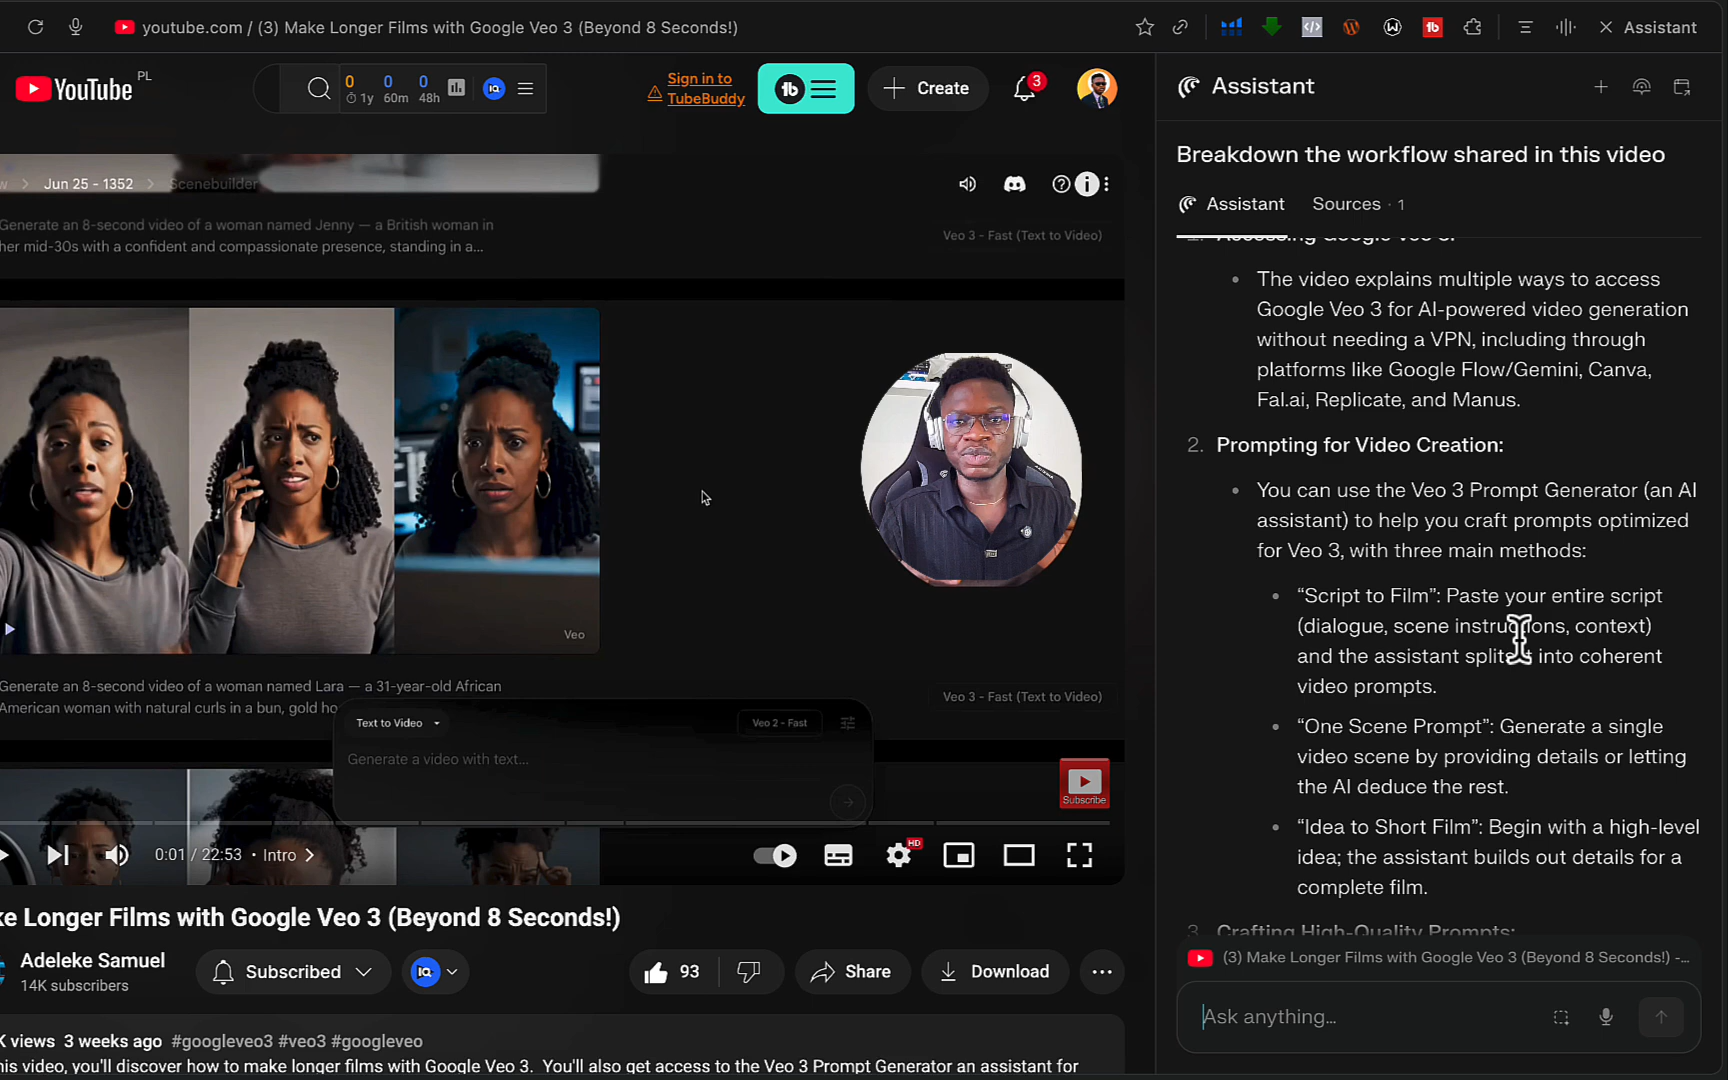 youtube.com / (3) Make Longer Films with Google Veo 3 (Beyond 8 Seconds!)
Assistant
YouTube PL
0 0 0
1y 60m 48h
IQ
Sign in to
TubeBuddy
tb
Create
3
Jun 25 - 1352
Scenebuilder
Generate an 8-second video of a woman named Jenny — a British woman in
her mid-30s with a confident and compassionate presence, standing in a...
Veo 3 - Fast (Text to Video)
Veo
Generate an 8-second video of a woman named Lara — a 31-year-old African
American woman with natural curls in a bun, gold ho
Veo 3 - Fast (Text to Video)
Text to Video
Veo 2 - Fast
Generate a video with text...
Subscribe
0:01 / 22:53 • Intro
HD
ke Longer Films with Google Veo 3 (Beyond 8 Seconds!)
Adeleke Samuel
14K subscribers
Subscribed
IQ
93
Share
Download
K views 3 weeks ago #googleveo3 #veo3 #googleveo
his video, you'll discover how to make longer films with Google Veo 3. You'll also get access to the Veo 3 Prompt Generator an assistant for
Assistant
Breakdown the workflow shared in this video
Assistant
Sources · 1
1. Accessing Google Veo 3:
• The video explains multiple ways to access
Google Veo 3 for AI-powered video generation
without needing a VPN, including through
platforms like Google Flow/Gemini, Canva,
Fal.ai, Replicate, and Manus.
2. Prompting for Video Creation:
• You can use the Veo 3 Prompt Generator (an AI
assistant) to help you craft prompts optimized
for Veo 3, with three main methods:
• “Script to Film”: Paste your entire script
(dialogue, scene instructions, context)
and the assistant splits it into coherent
video prompts.
• “One Scene Prompt”: Generate a single
video scene by providing details or letting
the AI deduce the rest.
• “Idea to Short Film”: Begin with a high-level
idea; the assistant builds out details for a
complete film.
3. Crafting High-Quality Prompts:
(3) Make Longer Films with Google Veo 3 (Beyond 8 Seconds!) -...
Ask anything...